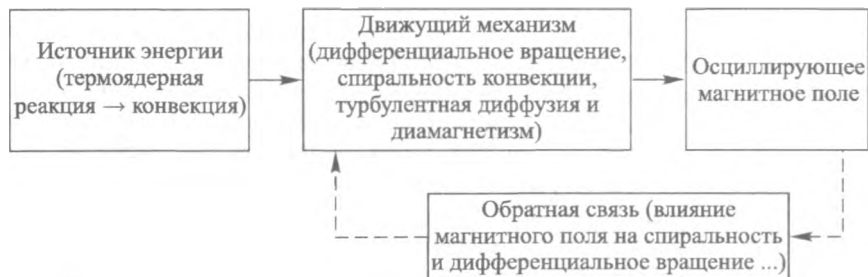 Источник энергии
(термоядерная
реакция → конвекция)
Движущий механизм
(дифференциальное вращение,
спиральность конвекции,
турбулентная диффузия и
диамагнетизм)
Осциллирующее
магнитное поле
Обратная связь (влияние
магнитного поля на спиральность
и дифференциальное вращение ...)